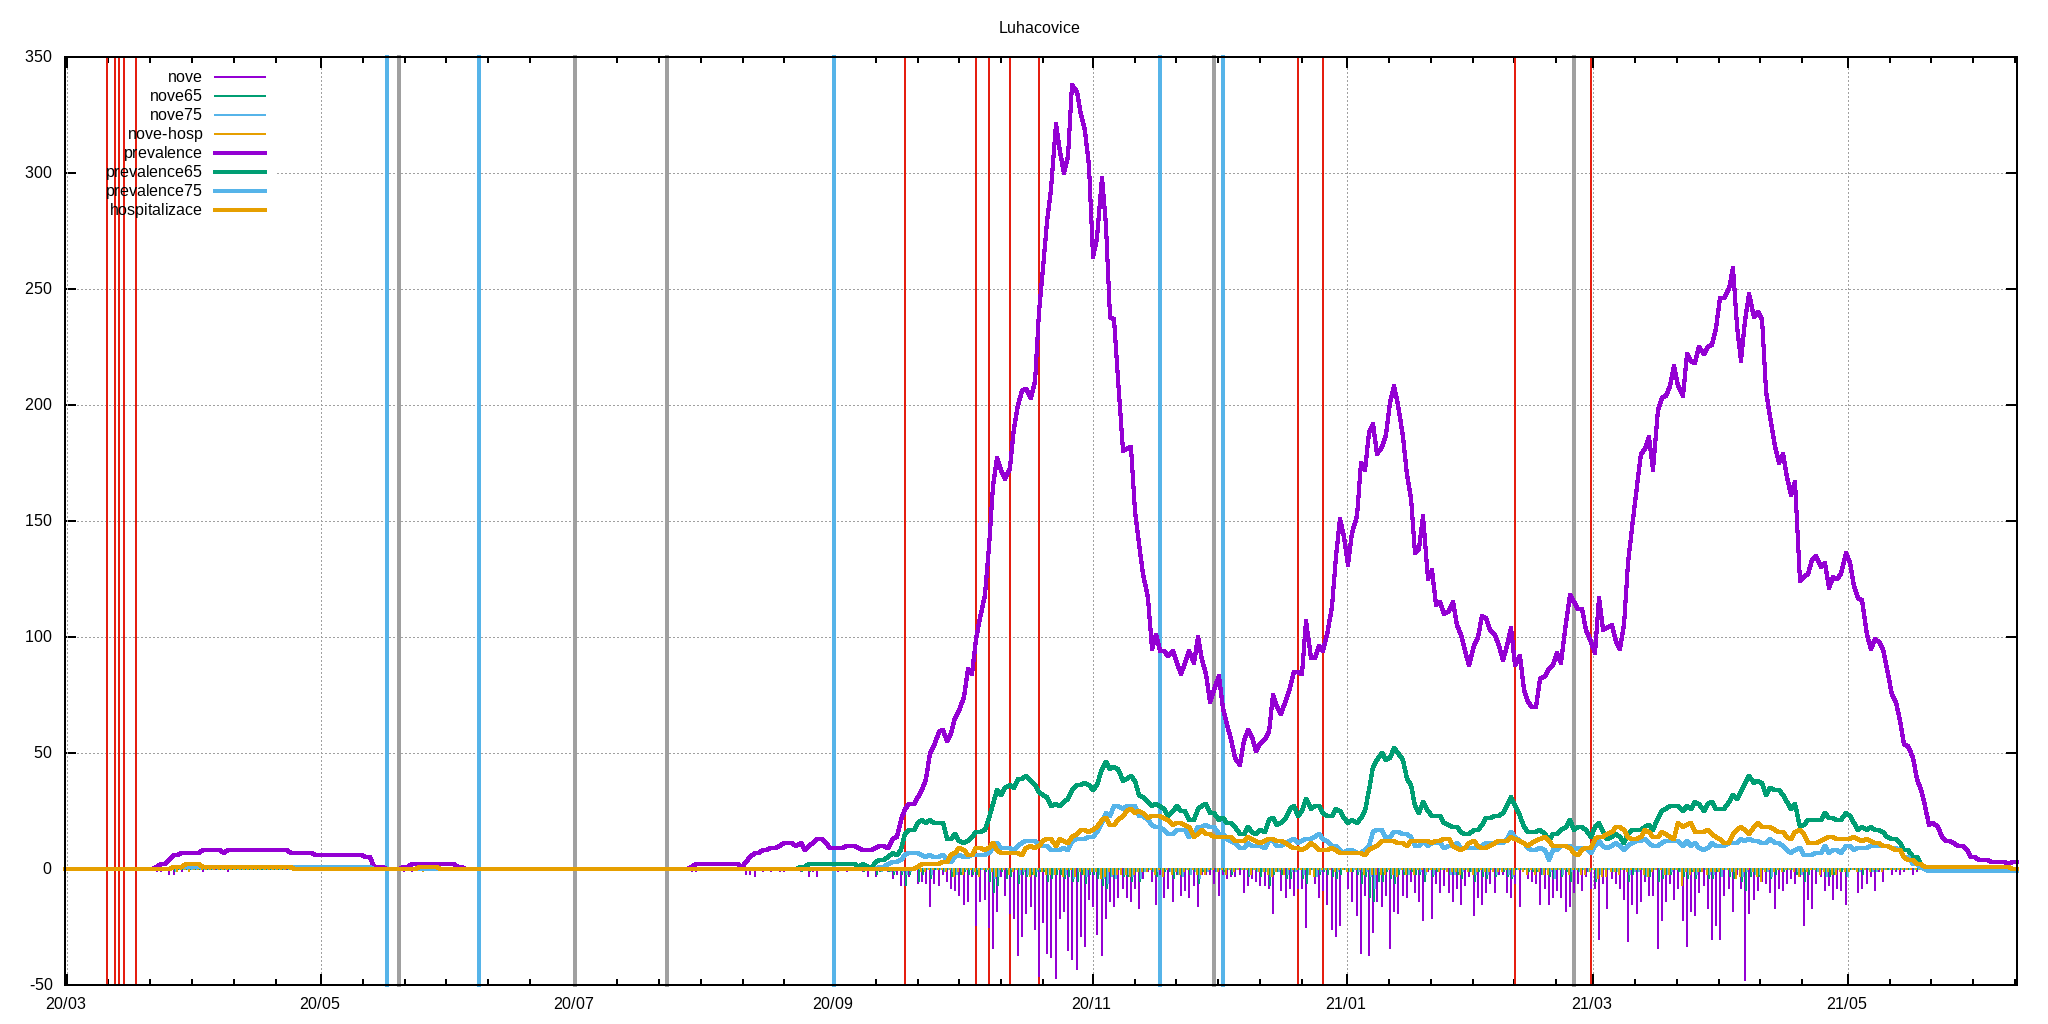 Luhacovice
350
300
250
200
150
100
50
0
-50
nove
nove65
nove75
nove-hosp
prevalence
prevalence65
prevalence75
hospitalizace
20/03
20/05
20/07
20/09
20/11
21/01
21/03
21/05